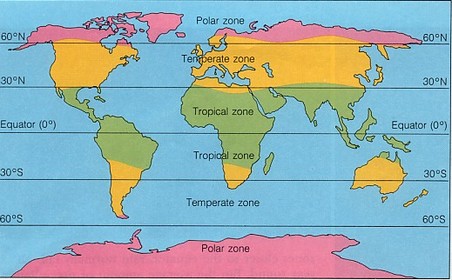 Polar zone
60°N 60°N
Temperate zone
30°N 30°N
Tropical zone
Equator (0°) Equator (0°)
Tropical zone
30°S 30°S
Temperate zone
60°S 60°S
Polar zone